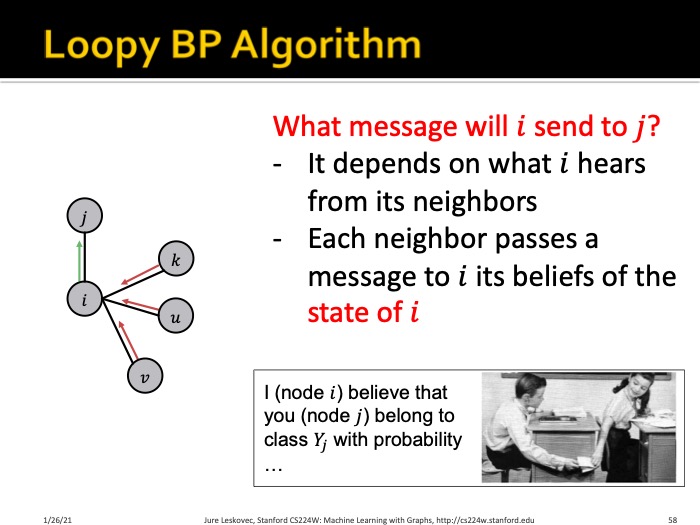 Loopy BP Algorithm
What message will i send to j?
- It depends on what i hears
from its neighbors
- Each neighbor passes a
message to i its beliefs of the
state of i
j
k
i
u
v
I (node i) believe that
you (node j) belong to
class Yj with probability
…
1/26/21
Jure Leskovec, Stanford CS224W: Machine Learning with Graphs, http://cs224w.stanford.edu
58